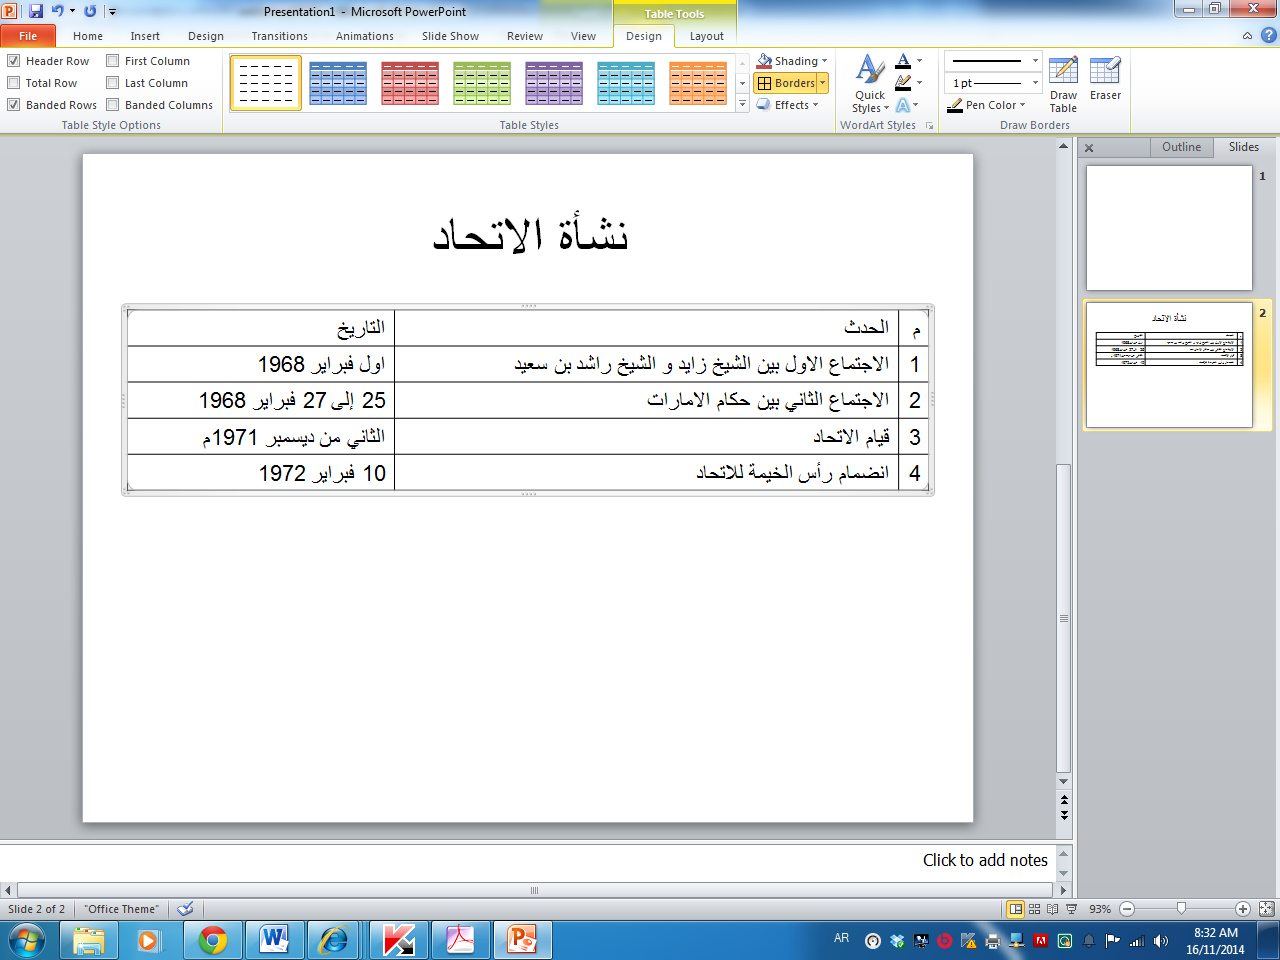 Presentation1 - Microsoft PowerPoint
Table Tools
File Home Insert Design Transitions Animations Slide Show Review View Design Layout
Header Row First Column
Total Row Last Column
Banded Rows Banded Columns
Table Style Options
Table Styles
Shading
Borders
Effects
Quick Styles
WordArt Styles
1 pt
Pen Color
Draw Table
Eraser
Draw Borders
Outline Slides
1
2
نشأة الاتحاد
م الحدث التاريخ
1 الاجتماع الاول بين الشيخ زايد و الشيخ راشد بن سعيد اول فبراير 1968
2 الاجتماع الثاني بين حكام الامارات 25 إلى 27 فبراير 1968
3 قيام الاتحاد الثاني من ديسمبر 1971م
4 انضمام رأس الخيمة للاتحاد 10 فبراير 1972
نشأة الاتحاد
Click to add notes
Slide 2 of 2 "Office Theme" 93%
AR
8:32 AM
16/11/2014